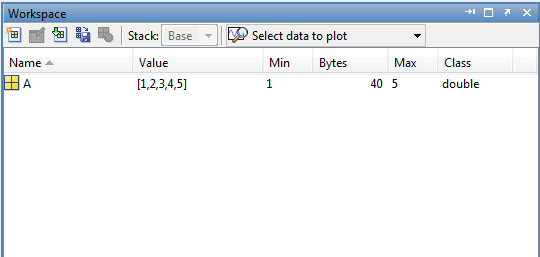 Workspace
Stack: Base Select data to plot
Name Value Min Bytes Max Class
A [1,2,3,4,5] 1 40 5 double